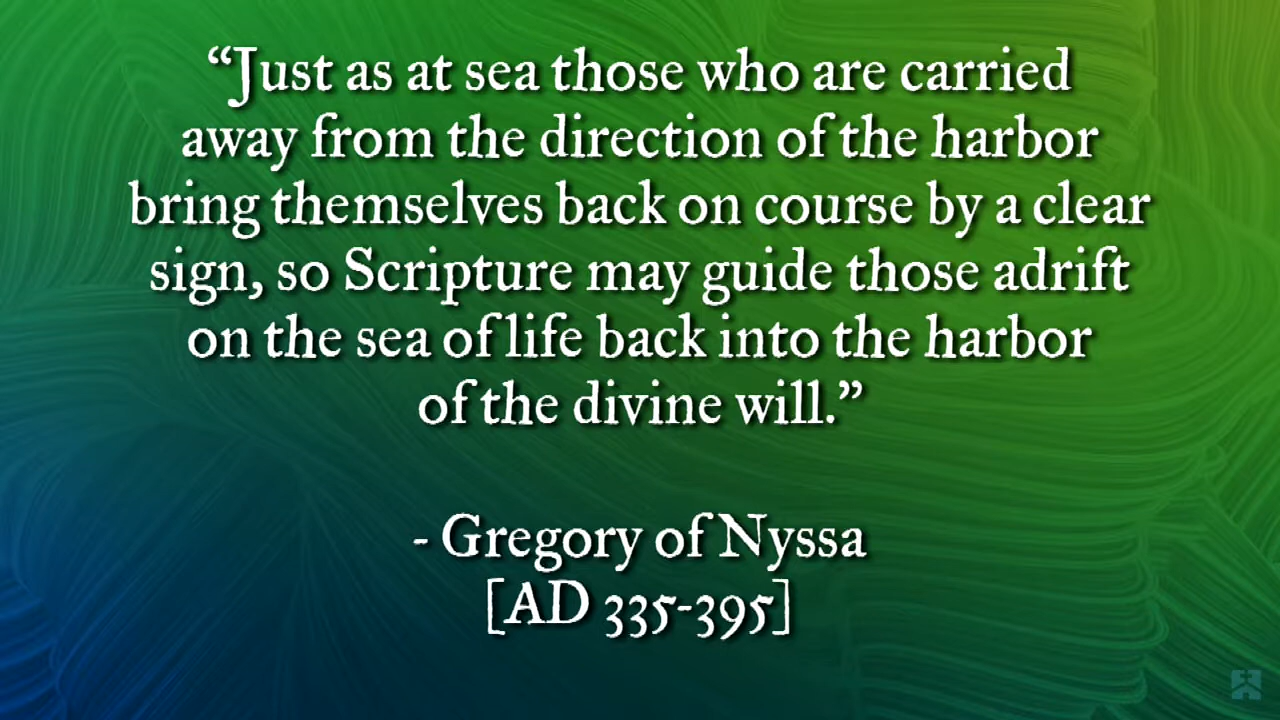 “Just as at sea those who are carried
away from the direction of the harbor
bring themselves back on course by a clear
sign, so Scripture may guide those adrift
on the sea of life back into the harbor
of the divine will.”
- Gregory of Nyssa
[AD 335-395]